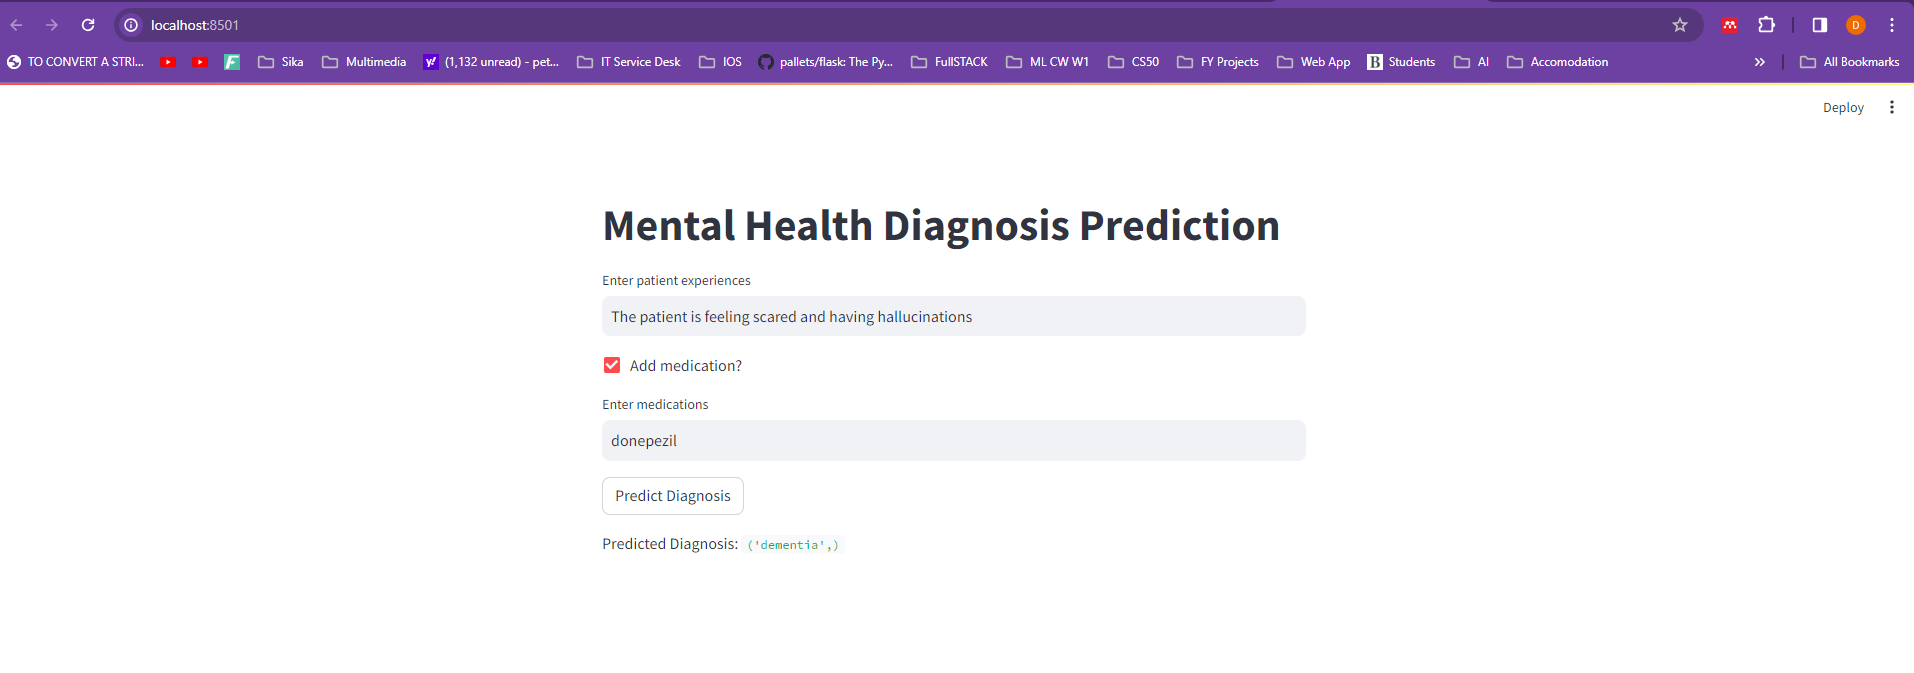 localhost:8501
TO CONVERT A STRI... Sika Multimedia (1,132 unread) - pet... IT Service Desk IOS pallets/flask: The Py... FullSTACK ML CW W1 CS50 FY Projects Web App B Students AI Accomodation » All Bookmarks
Deploy
Mental Health Diagnosis Prediction
Enter patient experiences
The patient is feeling scared and having hallucinations
Add medication?
Enter medications
donepezil
Predict Diagnosis
Predicted Diagnosis: ('dementia',)